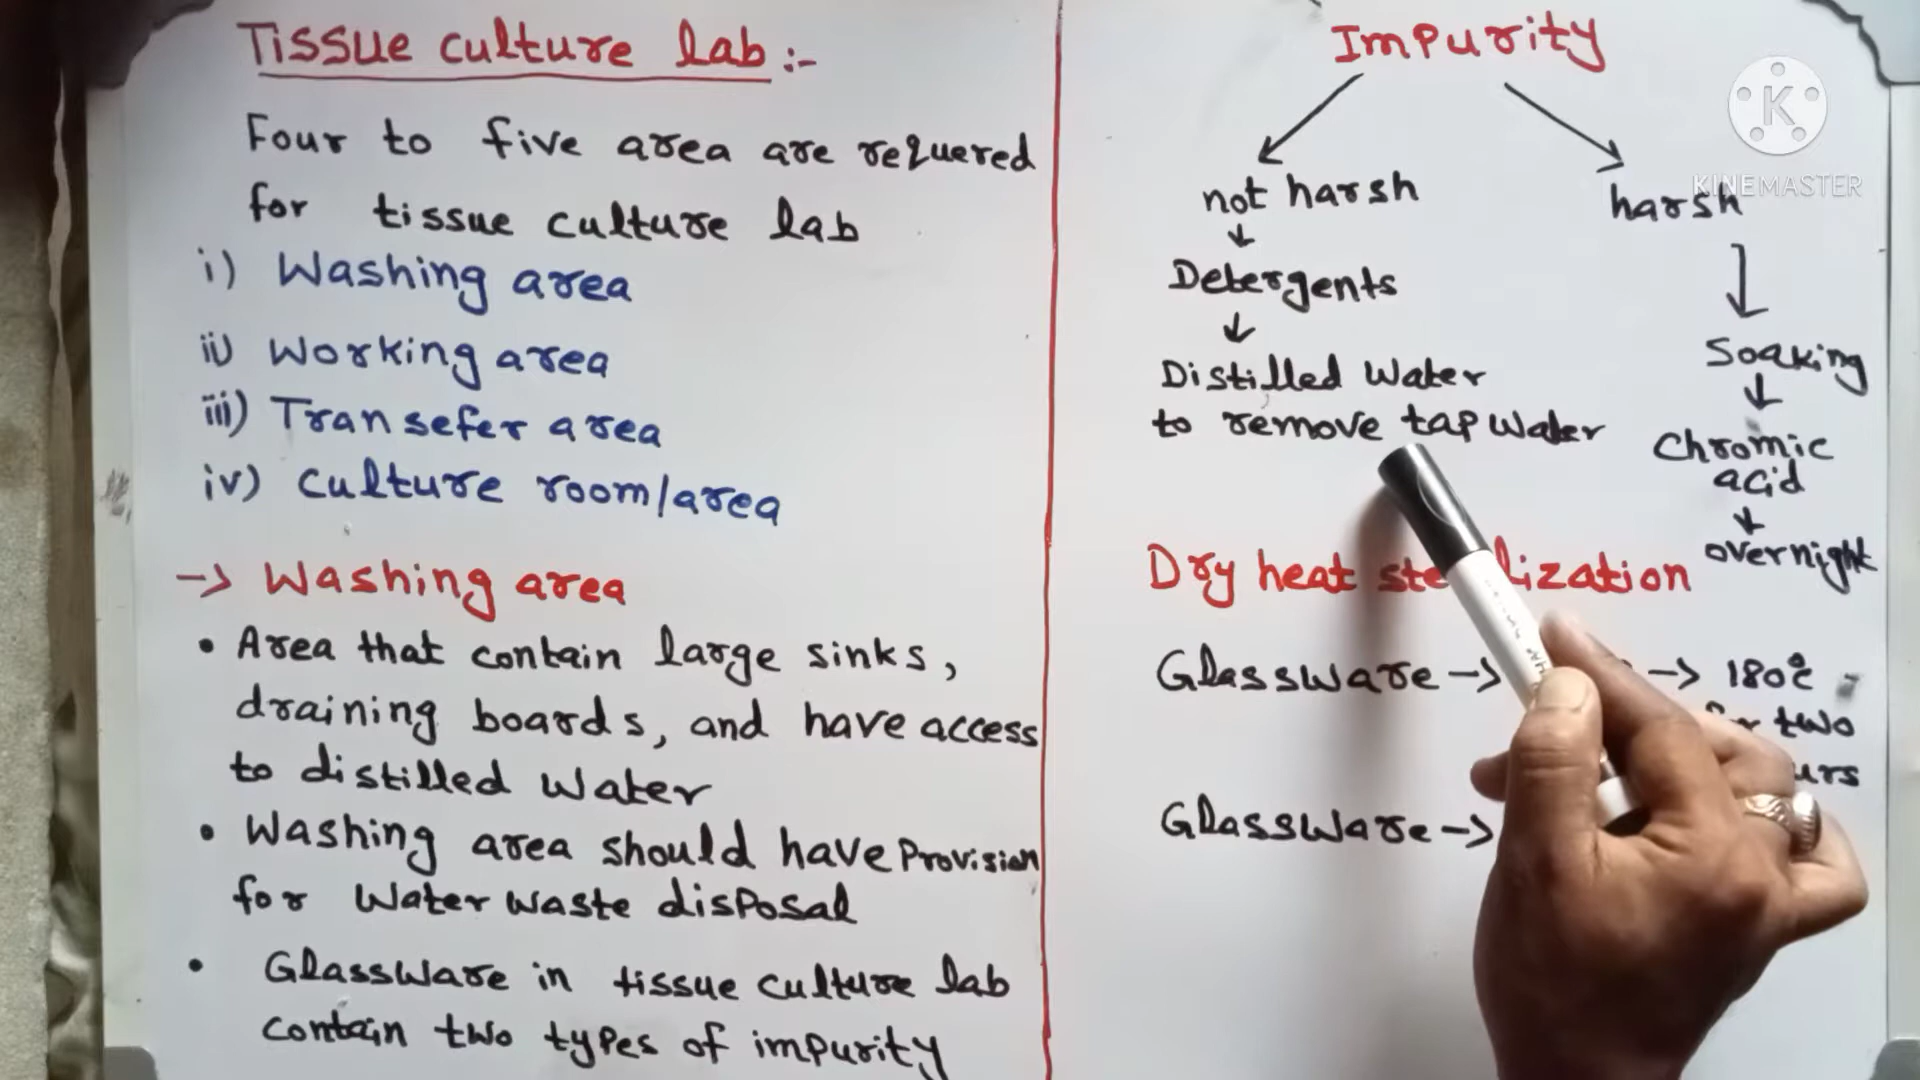 Tissue culture lab :-
Four to five area are requered
for tissue culture lab
i) Washing area
ii) Working area
iii) Transefer area
iv) culture room/area
-> Washing area
• Area that contain large sinks,
draining boards, and have access
to distilled water
• Washing area should have Provision
for water waste disposal
• Glassware in tissue culture lab
contain two types of impurity
Impurity
not harsh
↓
Detergents
↓
Distilled water
to remove tap water
harsh
↓
Soaking
↓
Chromic
acid
↓
overnight
Dry heat
Glassware -> -> 180°c
two
Glassware ->
K
KINEMASTER